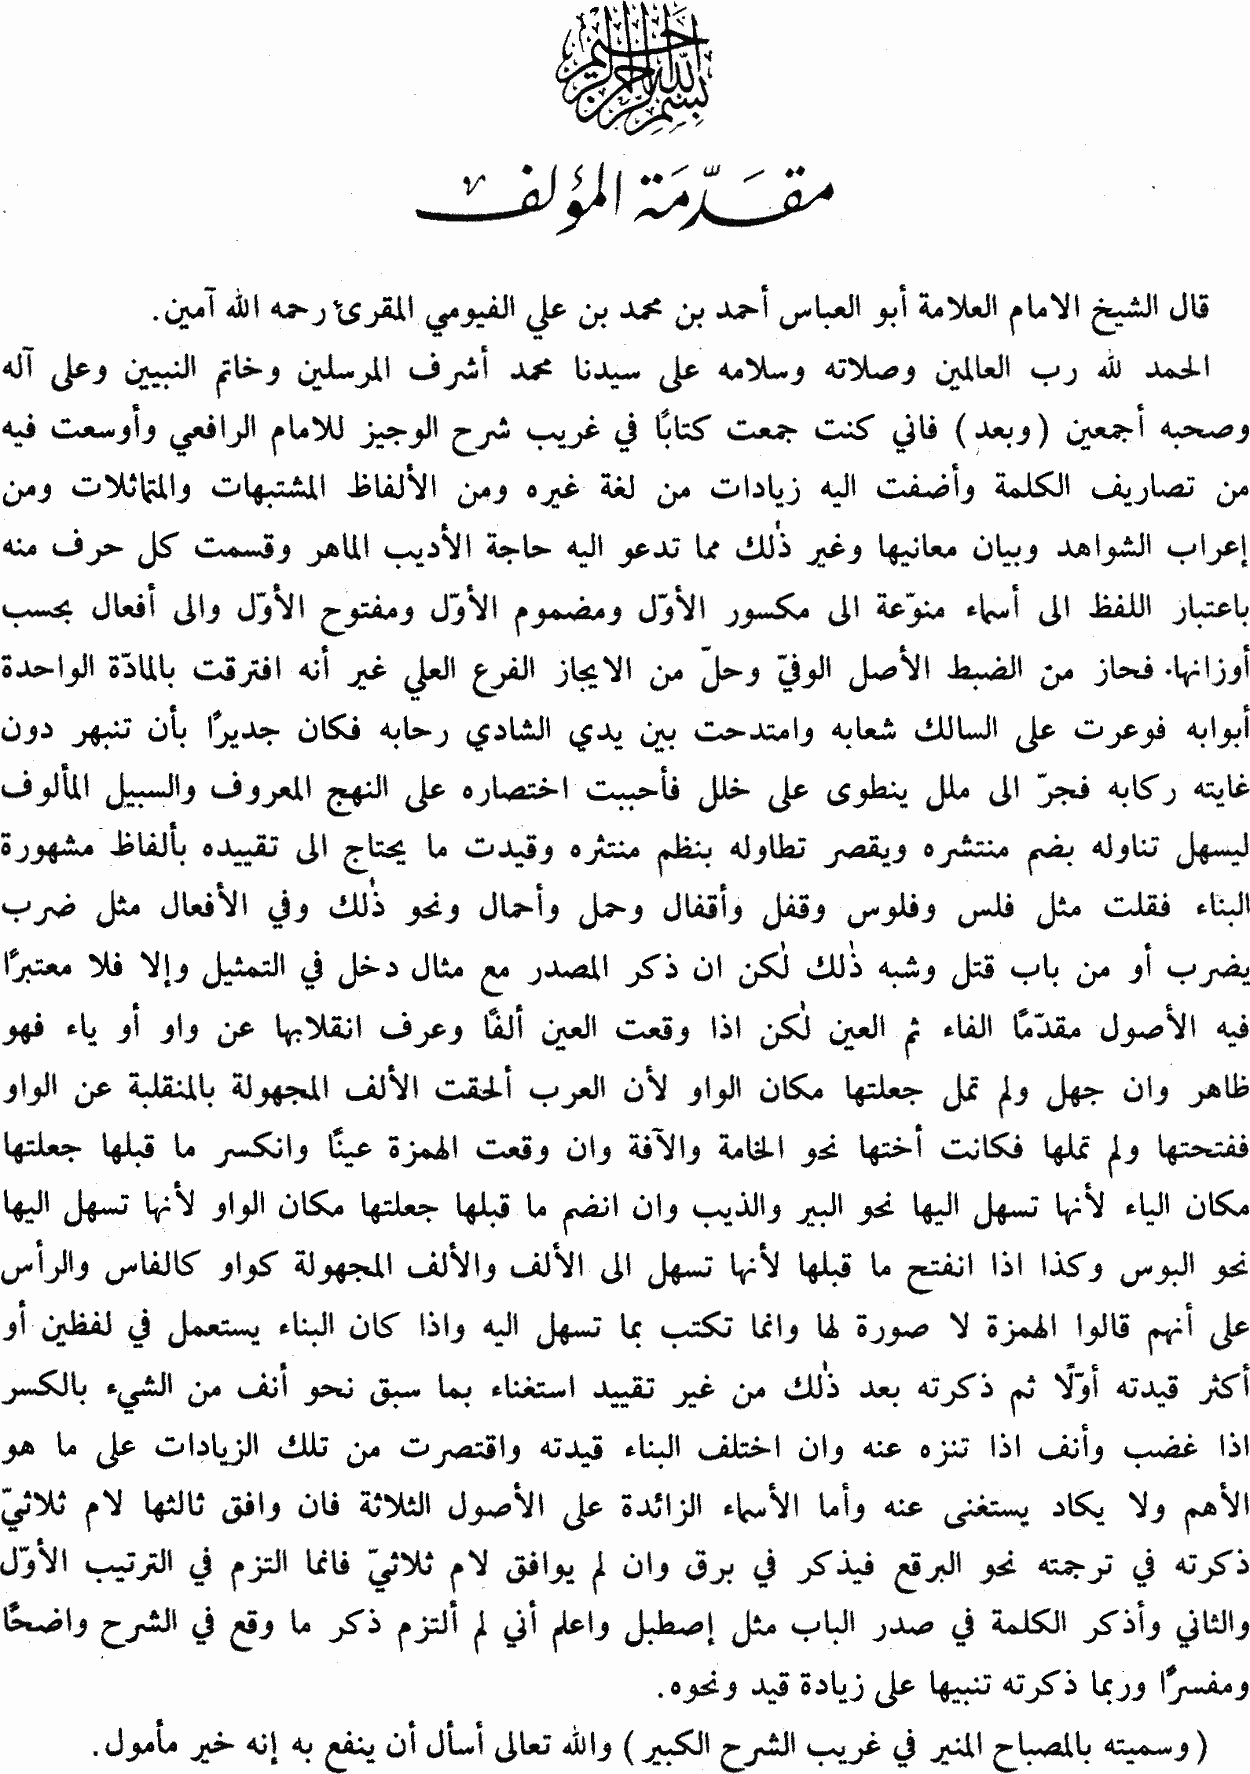 بسم الله الرحمن الرحيم
مقدّمة المؤلف
قال الشيخ الامام العلامة أبو العباس أحمد بن محمد بن علي الفيومي المقرئ رحمه الله آمين.
الحمد لله رب العالمين وصلاته وسلامه على سيدنا محمد أشرف المرسلين وخاتم النبيين وعلى آله
وصحبه أجمعين (وبعد) فاني كنت جمعت كتابًا في غريب شرح الوجيز للامام الرافعي وأوسعت فيه
من تصاريف الكلمة وأضفت اليه زيادات من لغة غيره ومن الألفاظ المشتبهات والمتماثلات ومن
إعراب الشواهد وبيان معانيها وغير ذٰلك مما تدعو اليه حاجة الأديب الماهر وقسمت كل حرف منه
باعتبار اللفظ الى أسماء منوّعة الى مكسور الأوّل ومضموم الأوّل ومفتوح الأوّل والى أفعال بحسب
أوزانها. فحاز من الضبط الأصل الوفيّ وحلّ من الايجاز الفرع العلي غير أنه افترقت بالمادّة الواحدة
أبوابه فوعرت على السالك شعابه وامتدحت بين يدي الشادي رحابه فكان جديرًا بأن تنبهر دون
غايته ركابه فجرّ الى ملل ينطوى على خلل فأحببت اختصاره على النهج المعروف والسبيل المألوف
ليسهل تناوله بضم منتشره ويقصر تطاوله بنظم منتثره وقيدت ما يحتاج الى تقييده بألفاظ مشهورة
البناء فقلت مثل فلس وفلوس وقفل وأقفال وحمل وأحمال ونحو ذٰلك وفي الأفعال مثل ضرب
يضرب أو من باب قتل وشبه ذٰلك لٰكن ان ذكر المصدر مع مثال دخل في التمثيل وإلا فلا معتبرًا
فيه الأصول مقدّمًا الفاء ثم العين لٰكن اذا وقعت العين ألفًا وعرف انقلابها عن واو أو ياء فهو
ظاهر وان جهل ولم تمل جعلتها مكان الواو لأن العرب ألحقت الألف المجهولة بالمنقلبة عن الواو
ففتحتها ولم تملها فكانت أختها نحو الخامة والآفة وان وقعت الهمزة عينًا وانكسر ما قبلها جعلتها
مكان الياء لأنها تسهل اليها نحو البير والذيب وان انضم ما قبلها جعلتها مكان الواو لأنها تسهل اليها
نحو البوس وكذا اذا انفتح ما قبلها لأنها تسهل الى الألف والألف المجهولة كواو كالفاس والرأس
على أنهم قالوا الهمزة لا صورة لها وانما تكتب بما تسهل اليه واذا كان البناء يستعمل في لفظين أو
أكثر قيدته أوّلًا ثم ذكرته بعد ذٰلك من غير تقييد استغناء بما سبق نحو أنف من الشيء بالكسر
اذا غضب وأنف اذا تنزه عنه وان اختلف البناء قيدته واقتصرت من تلك الزيادات على ما هو
الأهم ولا يكاد يستغنى عنه وأما الأسماء الزائدة على الأصول الثلاثة فان وافق ثالثها لام ثلاثيّ
ذكرته في ترجمته نحو البرقع فيذكر في برق وان لم يوافق لام ثلاثيّ فانما التزم في الترتيب الأوّل
والثاني وأذكر الكلمة في صدر الباب مثل إصطبل واعلم أني لم ألتزم ذكر ما وقع في الشرح واضحًا
ومفسرًا وربما ذكرته تنبيها على زيادة قيد ونحوه.
(وسميته بالمصباح المنير في غريب الشرح الكبير) والله تعالى أسأل أن ينفع به إنه خير مأمول.